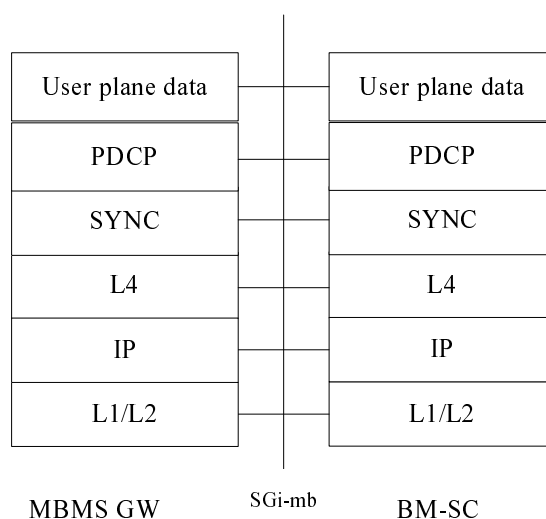 User plane data
User plane data
PDCP
PDCP
SYNC
SYNC
L4
L4
IP
IP
L1/L2
L1/L2
MBMS GW
SGi-mb
BM-SC